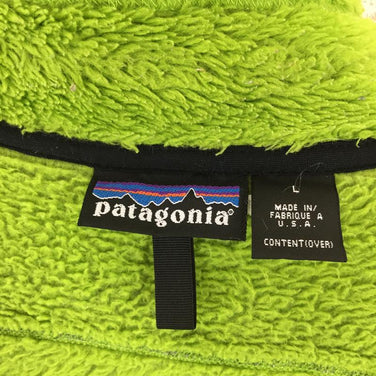 patagonia®
L
MADE IN/
FABRIQUE A
U.S.A.
CONTENT(OVER)